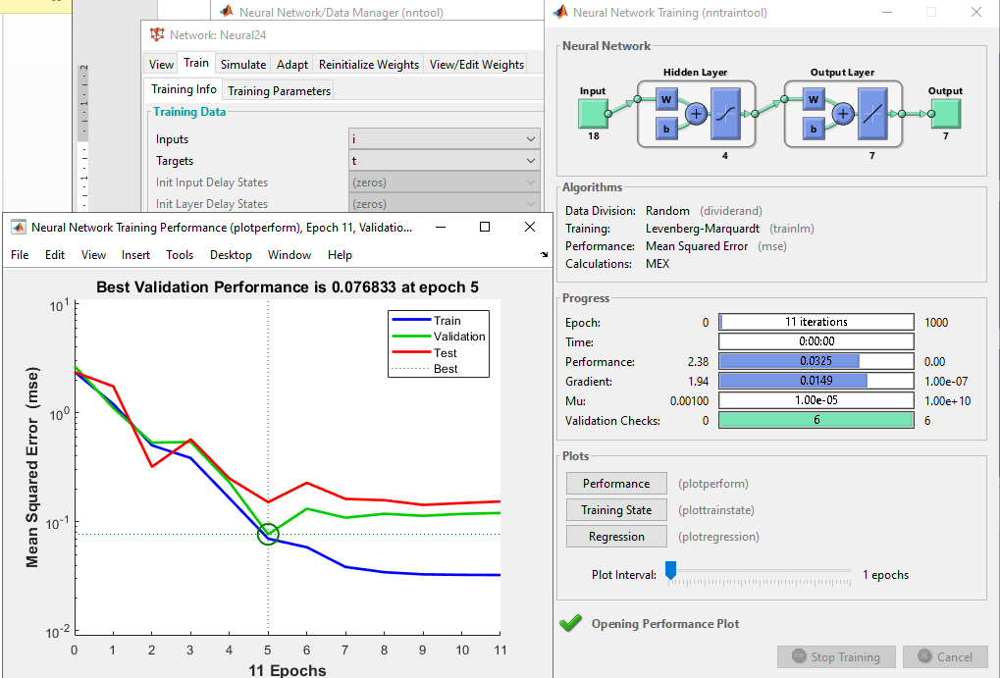 Neural Network/Data Manager (nntool)
Network: Neural24
View Train Simulate Adapt Reinitialize Weights View/Edit Weights
Training Info Training Parameters
Training Data
Inputs i
Targets t
Init Input Delay States (zeros)
Init Layer Delay States (zeros)
2
1
1
Neural Network Training Performance (plotperform), Epoch 11, Validatio...
File Edit View Insert Tools Desktop Window Help
Best Validation Performance is 0.076833 at epoch 5
Mean Squared Error (mse)
10^1
10^0
10^-1
10^-2
Train
Validation
Test
Best
0 1 2 3 4 5 6 7 8 9 10 11
11 Epochs
Neural Network Training (nntraintool)
Neural Network
Hidden Layer Output Layer
Input Output
W W
b b
18 7
4 7
Algorithms
Data Division: Random (dividerand)
Training: Levenberg-Marquardt (trainlm)
Performance: Mean Squared Error (mse)
Calculations: MEX
Progress
Epoch: 0 11 iterations 1000
Time: 0:00:00
Performance: 2.38 0.0325 0.00
Gradient: 1.94 0.0149 1.00e-07
Mu: 0.00100 1.00e-05 1.00e+10
Validation Checks: 0 6 6
Plots
Performance (plotperform)
Training State (plottrainstate)
Regression (plotregression)
Plot Interval: 1 epochs
Opening Performance Plot
Stop Training Cancel